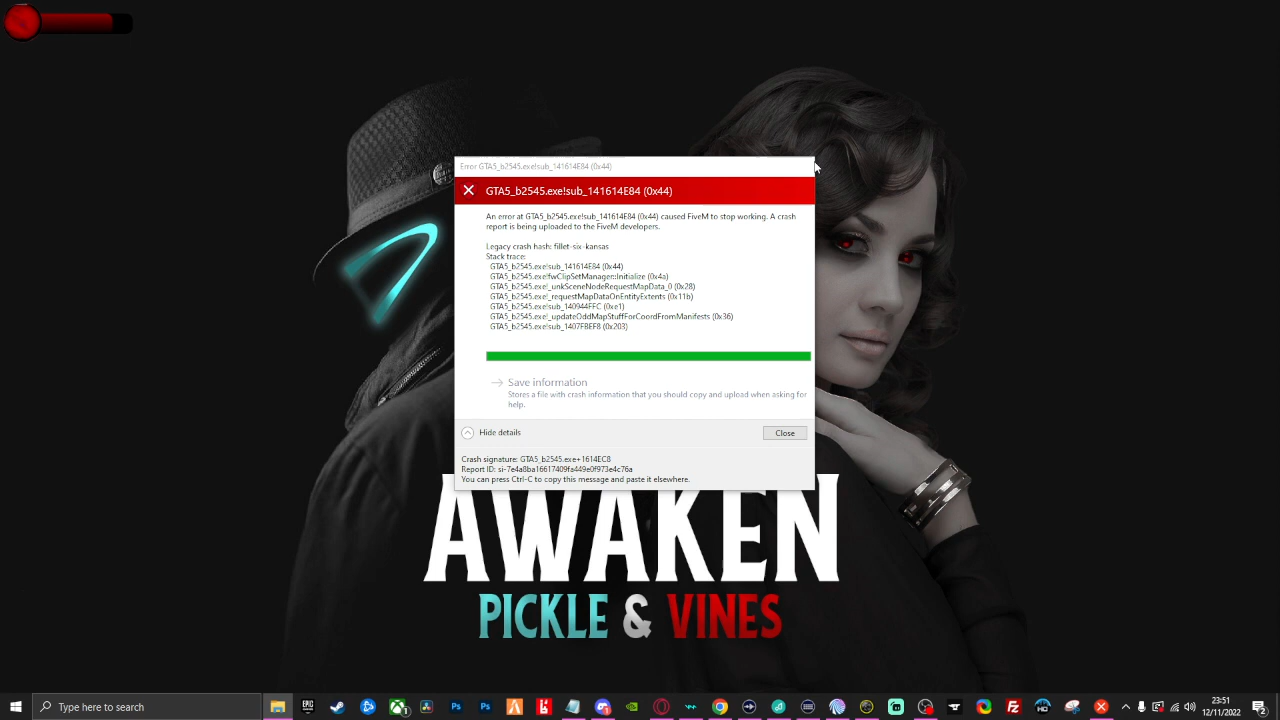 Error GTA5_b2545.exe!sub_141614E84 (0x44)
GTA5_b2545.exe!sub_141614E84 (0x44)
An error at GTA5_b2545.exe!sub_141614E84 (0x44) caused FiveM to stop working. A crash
report is being uploaded to the FiveM developers.
Legacy crash hash: fillet-six-kansas
Stack trace:
GTA5_b2545.exe!sub_141614E84 (0x44)
GTA5_b2545.exe!fwClipSetManager::Initialize (0x4a)
GTA5_b2545.exe!_unkSceneNodeRequestMapData_0 (0x28)
GTA5_b2545.exe!_requestMapDataOnEntityExtents (0x11b)
GTA5_b2545.exe!sub_140944FFC (0xe1)
GTA5_b2545.exe!_updateOddMapStuffForCoordFromManifests (0x36)
GTA5_b2545.exe!sub_1407FBEF8 (0x203)
Save information
Stores a file with crash information that you should copy and upload when asking for
help.
Hide details
Close
Crash signature: GTA5_b2545.exe+1614EC8
Report ID: si-7e4a8ba16617409fa449e0f973e4c76a
You can press Ctrl-C to copy this message and paste it elsewhere.
AWAKEN
PICKLE & VINES
Type here to search
23:51
12/11/2022